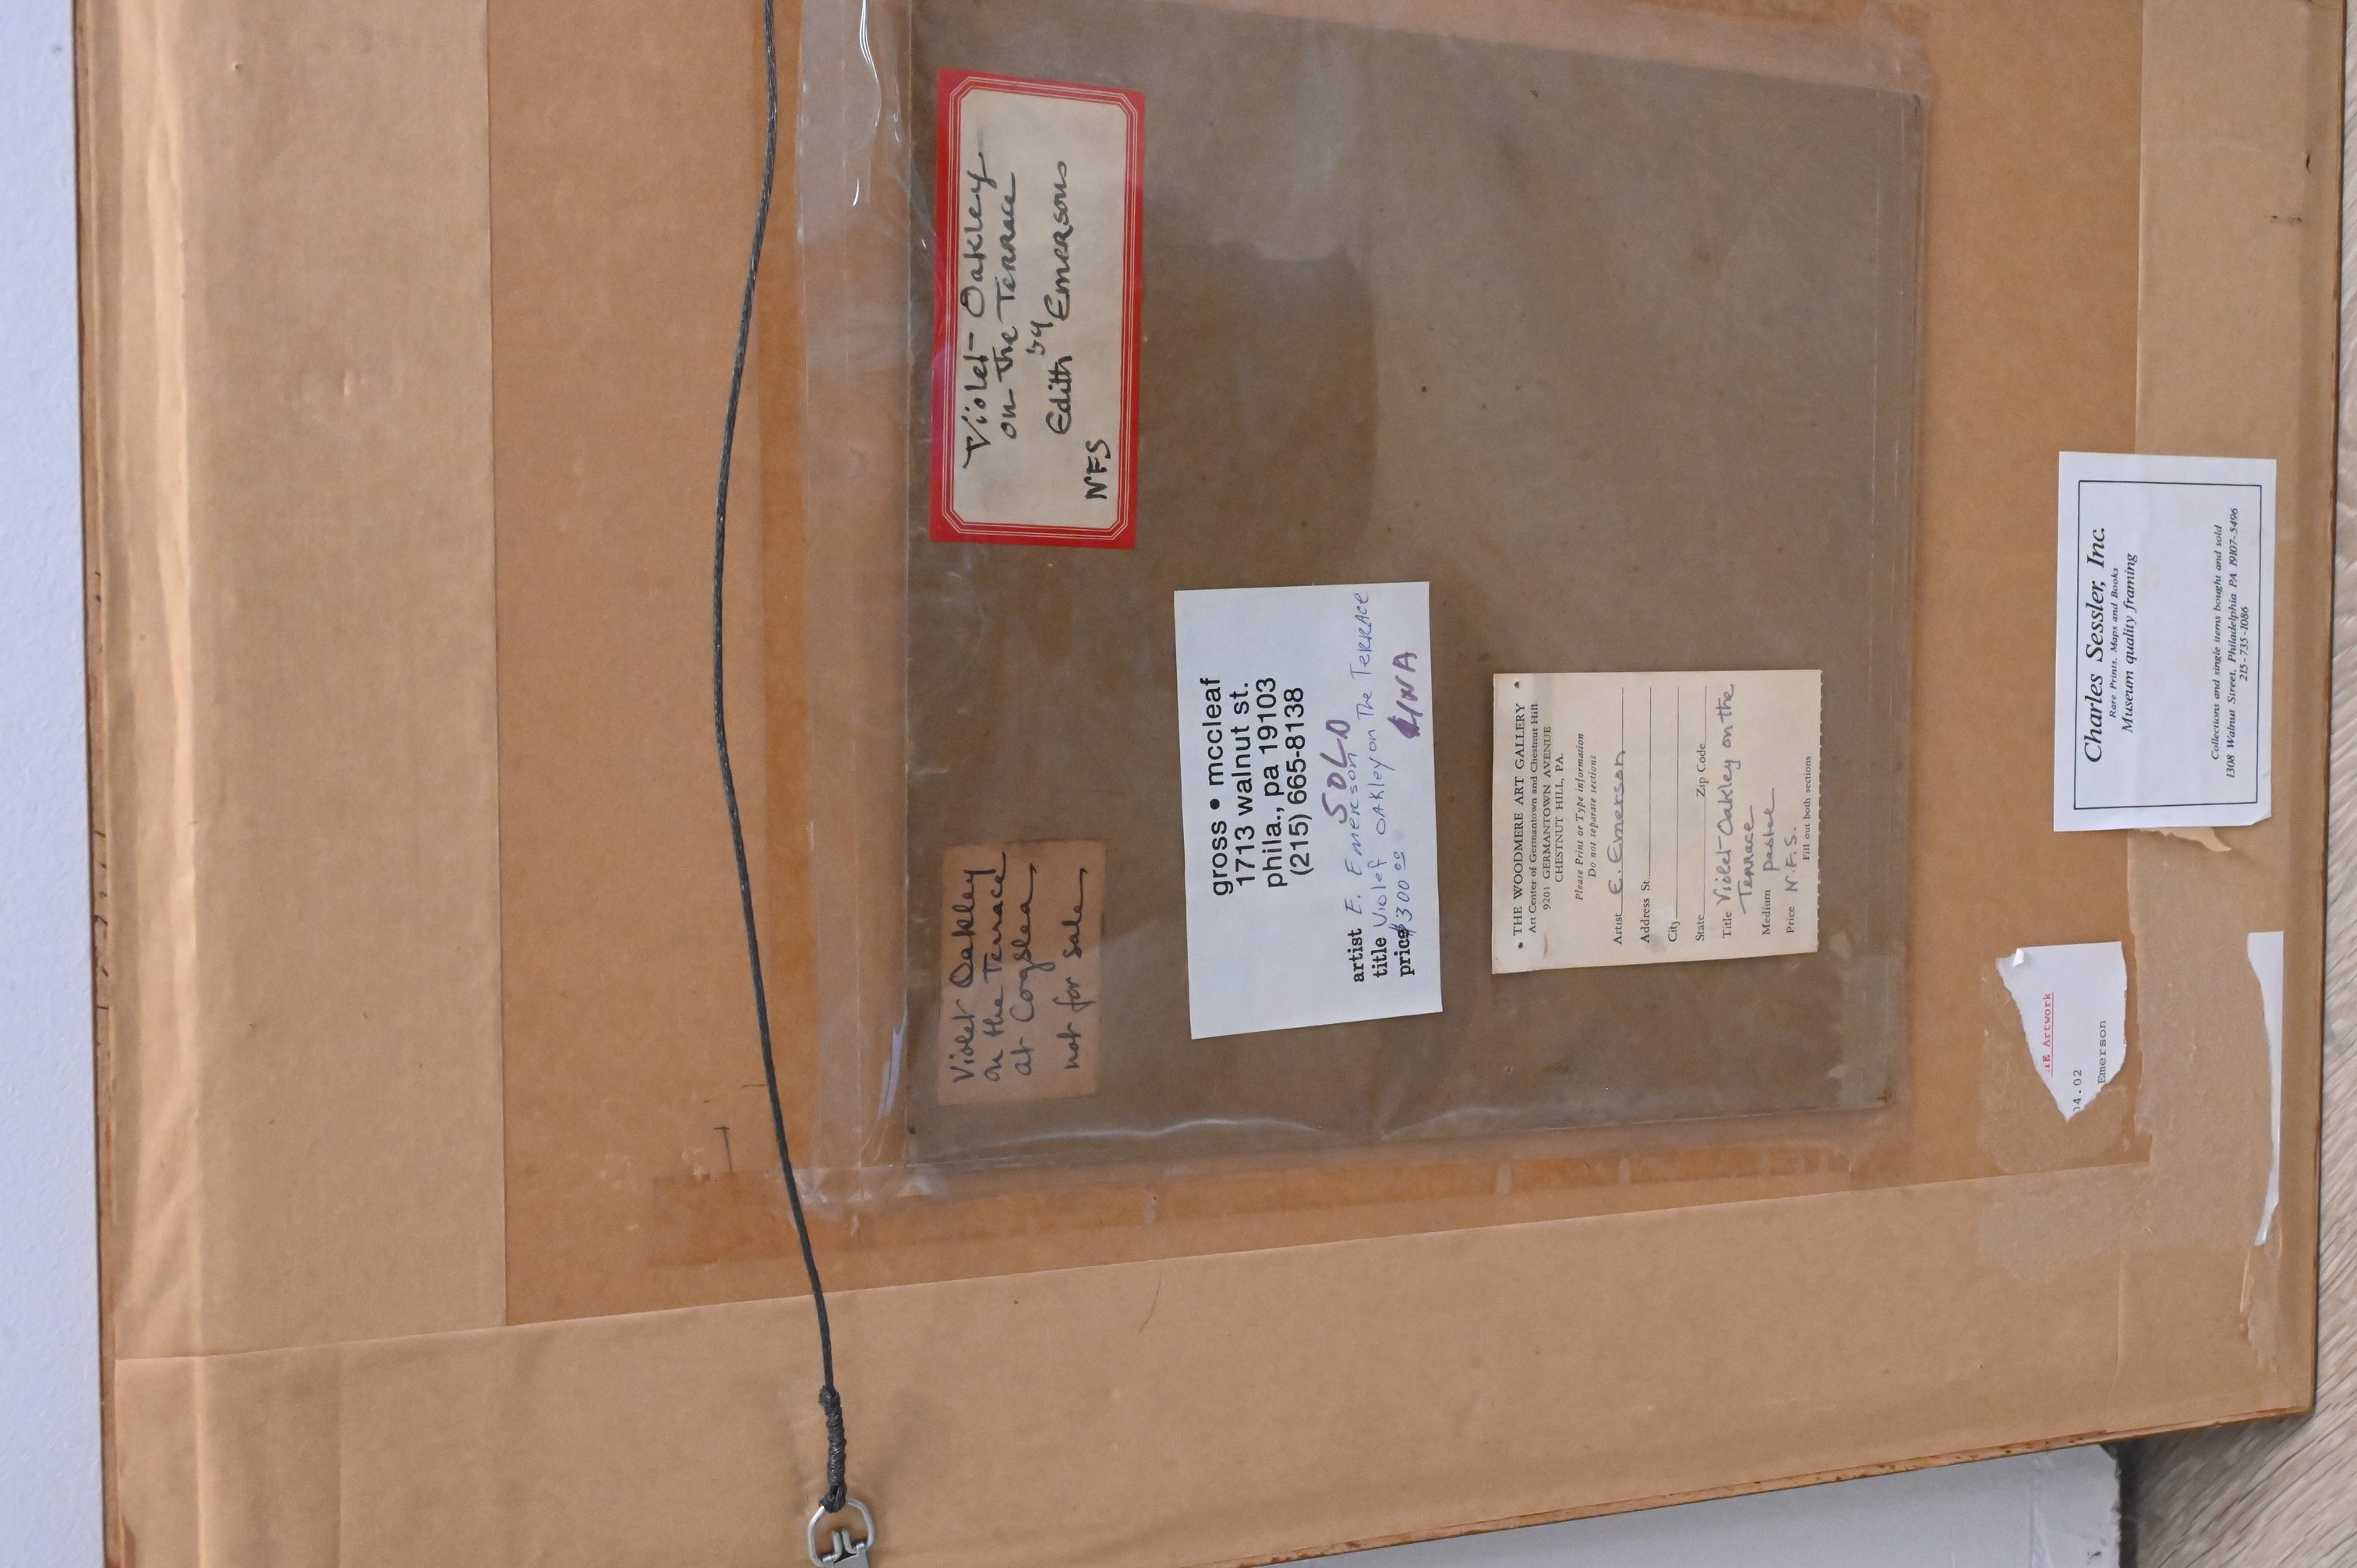 Violet Oakley
on the Terrace
by
Edith Emersons
NFS
Violet Oakley
on the Terrace
at Cogslea
not for sale
gross • mccleaf
1713 walnut st.
phila., pa 19103
(215) 665-8138
SOLD
artist E. Emerson
title Violet OAKley on The TERRACE
price $300.00
• THE WOODMERE ART GALLERY •
Art Center of Germantown and Chestnut Hill
9201 GERMANTOWN AVENUE
CHESTNUT HILL, PA.
Please Print or Type information
Do not separate sections
Artist E. Emerson
Address St.
City
State Zip Code
Title Violet Oakley on the
Terrace
Medium pastel
Price N.F.S.
Fill out both sections
Charles Sessler, Inc.
Rare Prints, Maps and Books
Museum quality framing
Collections and single items bought and sold
1308 Walnut Street, Philadelphia PA 19107-5496
215-735-1086
Artwork
4.02
Emerson